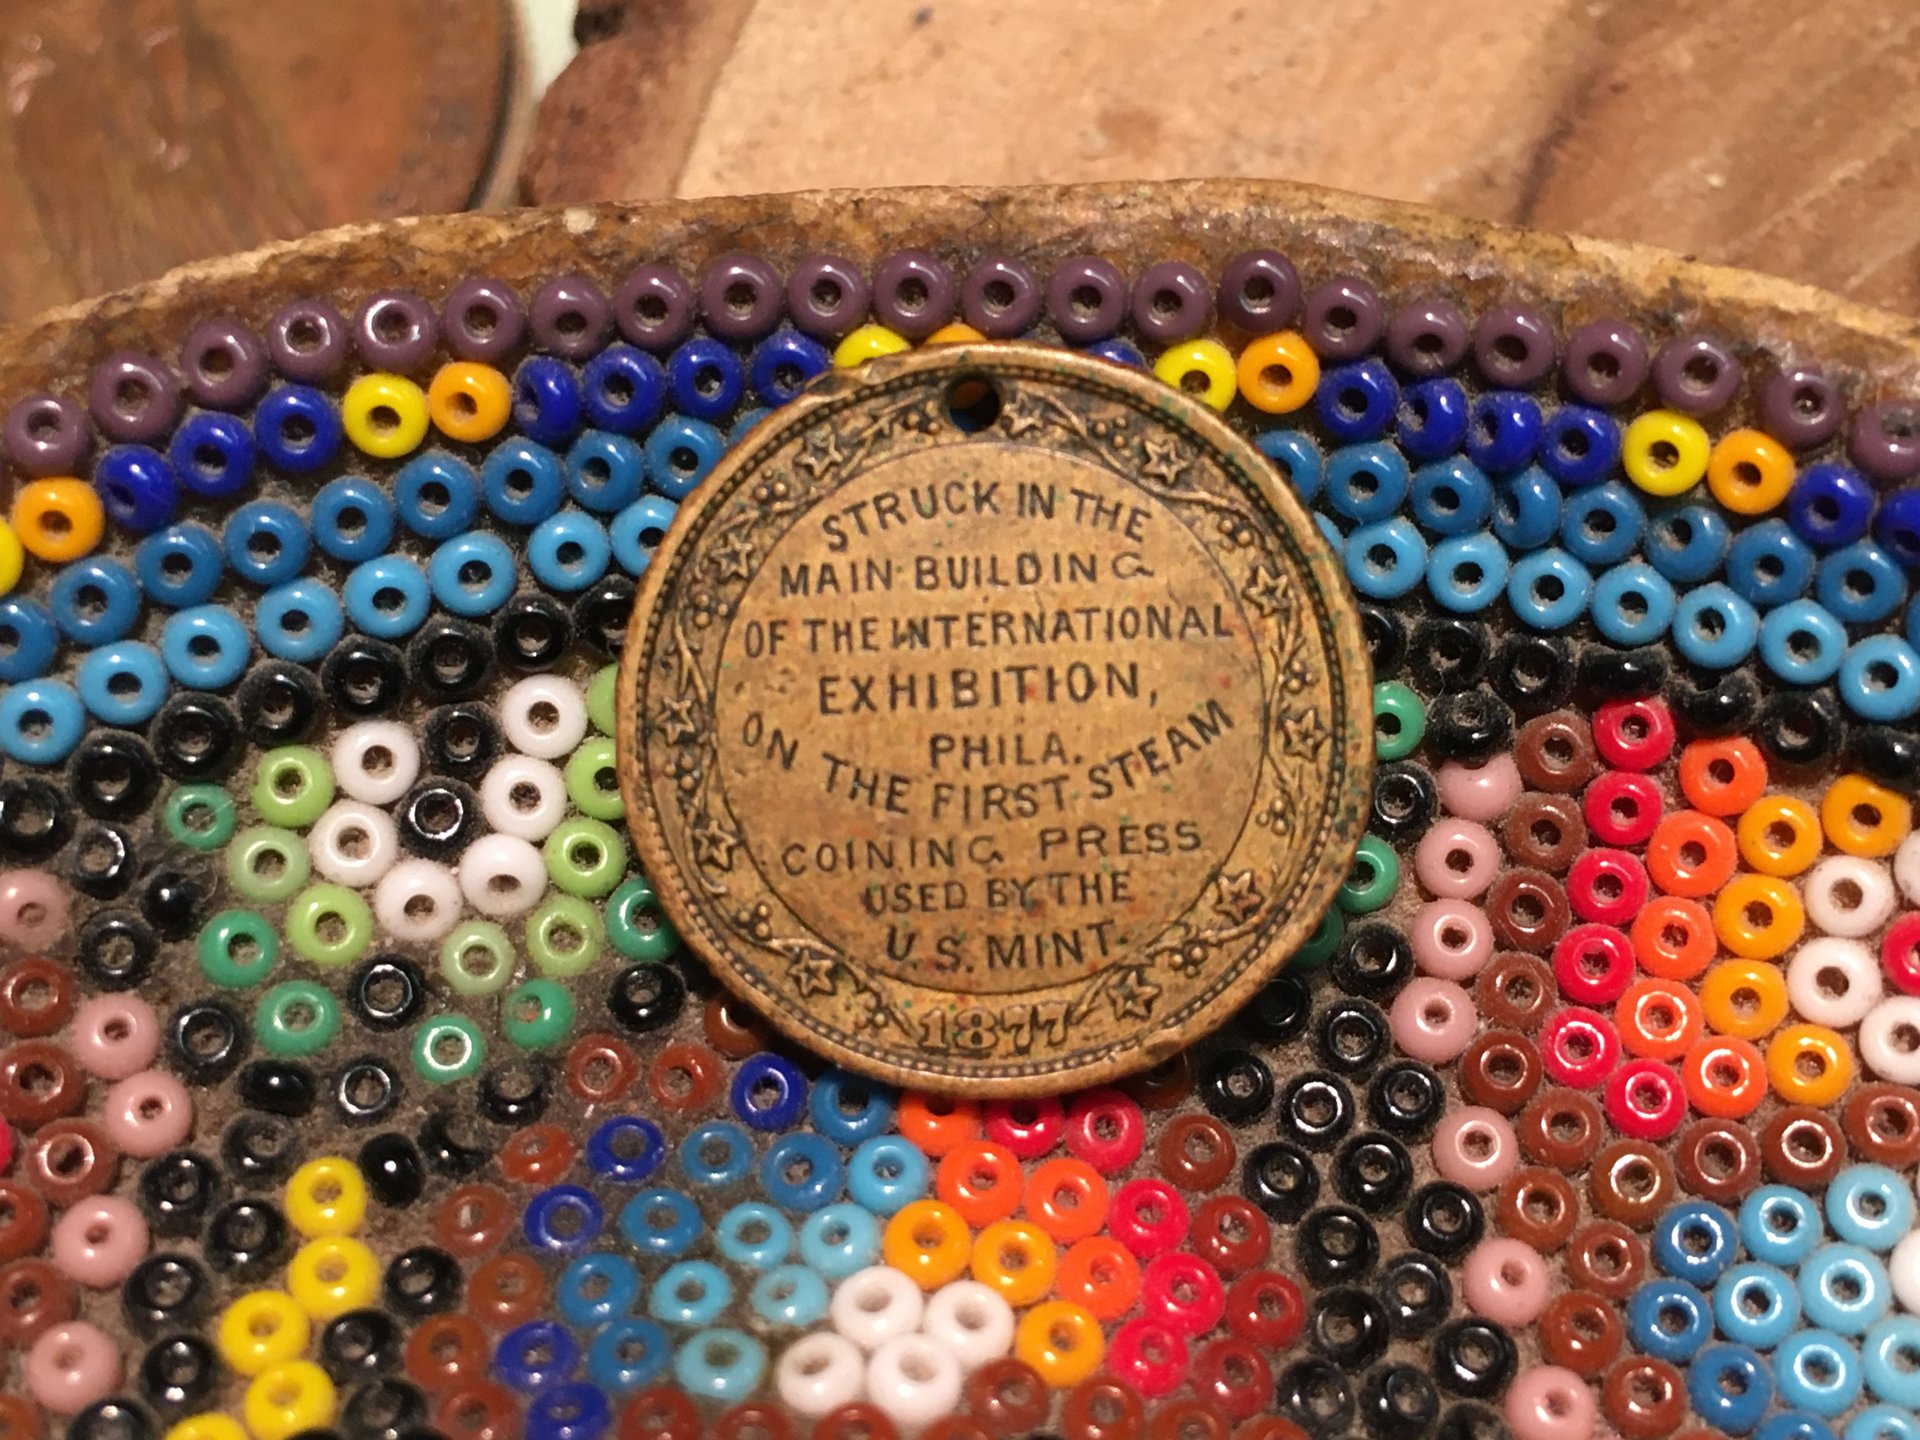 STRUCK IN THE
MAIN BUILDING
OF THE INTERNATIONAL
EXHIBITION,
PHILA.
ON THE FIRST STEAM
COINING PRESS
USED BY THE
U.S. MINT.
1877